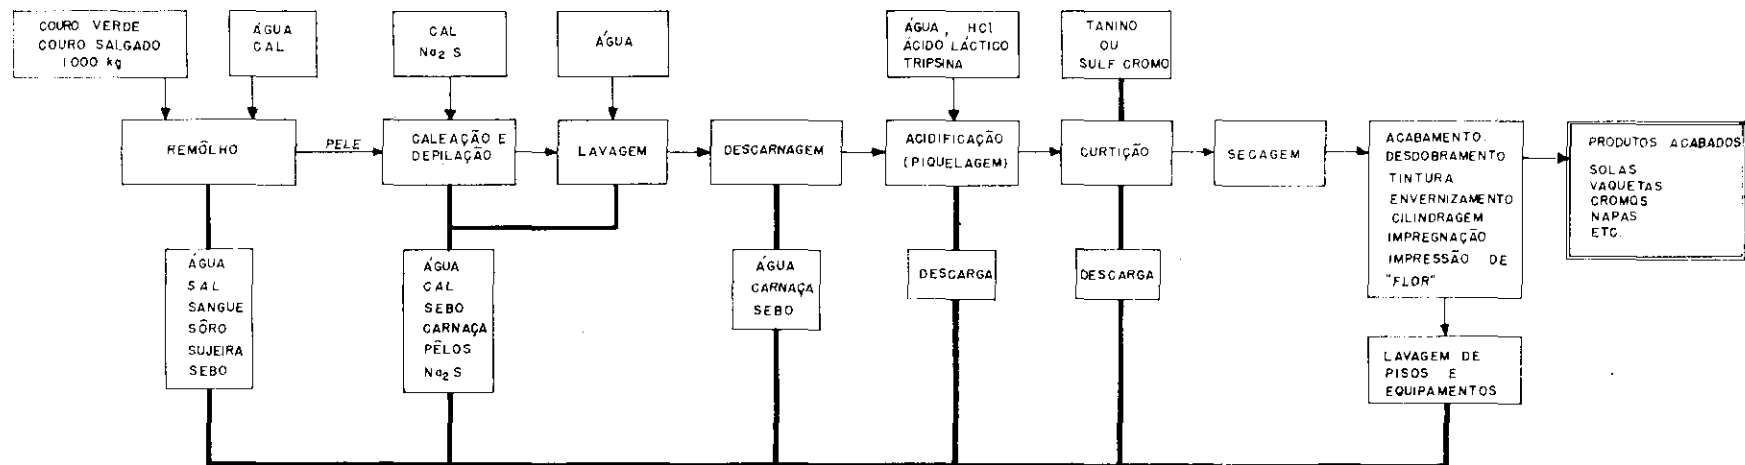 COURO VERDE
COURO SALGADO
1000 kg
ÁGUA
CAL
CAL
Na₂ S
ÁGUA
ÁGUA, HCl
ÁCIDO LÁCTICO
TRIPSINA
TANINO
OU
SULF CROMO
REMÔLHO
PELE
CALEAÇÃO E
DEPILAÇÃO
LAVAGEM
DESCARNAGEM
ACIDIFICAÇÃO
(PIQUELAGEM)
CURTIÇÃO
SECAGEM
ACABAMENTO.
DESDOBRAMENTO
TINTURA
ENVERNIZAMENTO
CILINDRAGEM
IMPREGNAÇÃO
IMPRESSÃO DE
"FLOR"
PRODUTOS ACABADOS
SOLAS
VAQUETAS
CROMOS
NAPAS
ETC.
ÁGUA
SAL
SANGUE
SÔRO
SUJEIRA
SEBO
ÁGUA
CAL
SEBO
CARNAÇA
PÊLOS
Na₂ S
ÁGUA
CARNAÇA
SEBO
DESCARGA
DESCARGA
LAVAGEM DE
PISOS E
EQUIPAMENTOS